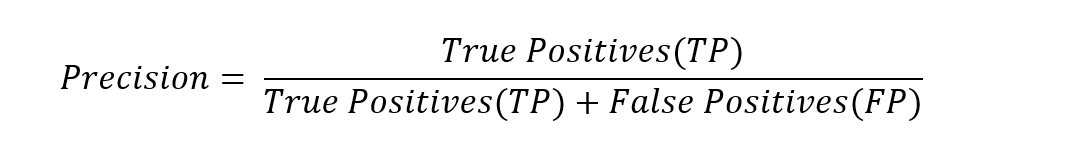 Precision = True Positives(TP) / True Positives(TP) + False Positives(FP)